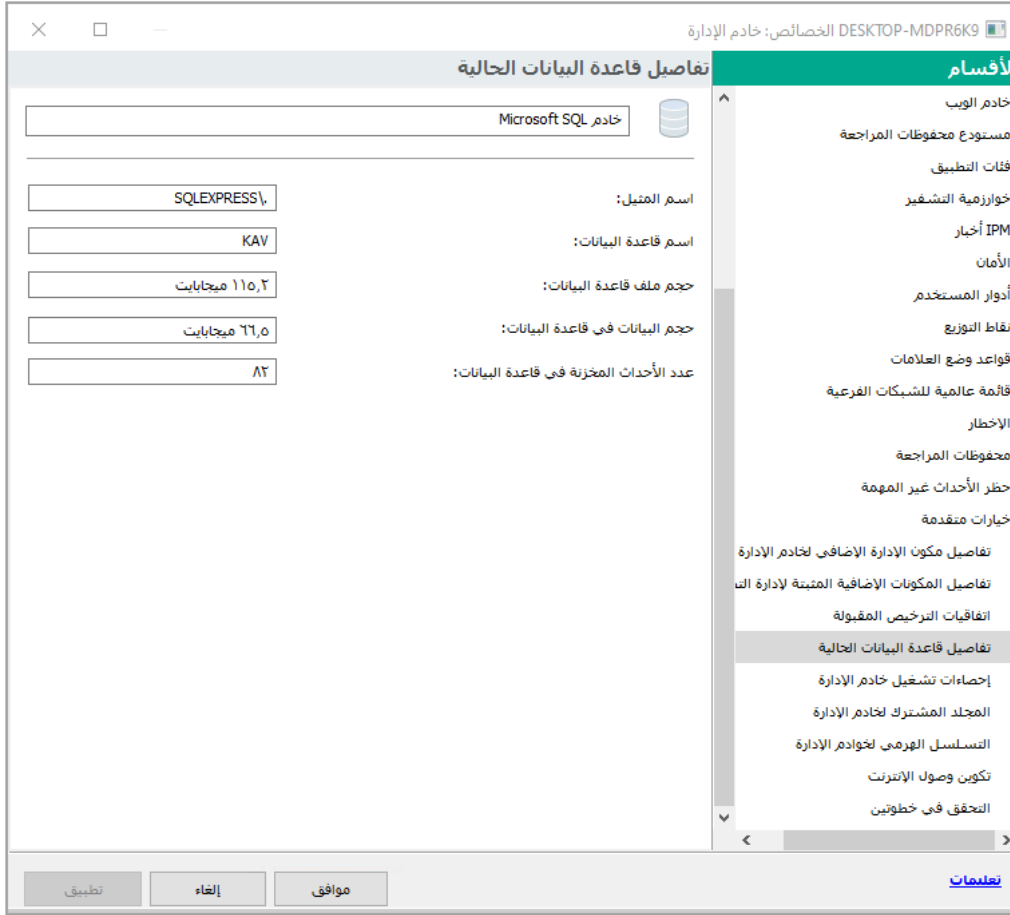 DESKTOP-MDPR6K9 الخصائص: خادم الإدارة
الأقسام
خادم الويب
مستودع محفوظات المراجعة
فئات التطبيق
خوارزمية التشفير
IPM أخبار
الأمان
أدوار المستخدم
نقاط التوزيع
قواعد وضع العلامات
قائمة عالمية للشبكات الفرعية
الإخطار
محفوظات المراجعة
حظر الأحداث غير المهمة
خيارات متقدمة
تفاصيل مكون الإدارة الإضافي لخادم الإدارة
تفاصيل المكونات الإضافية المثبتة لإدارة
اتفاقيات الترخيص المقبولة
تفاصيل قاعدة البيانات الحالية
إحصاءات تشغيل خادم الإدارة
المجلد المشترك لخادم الإدارة
التسلسل الهرمي لخوادم الإدارة
تكوين وصول الإنترنت
التحقق في خطوتين
تفاصيل قاعدة البيانات الحالية
خادم Microsoft SQL
اسم المثيل: .\SQLEXPRESS
اسم قاعدة البيانات: KAV
حجم ملف قاعدة البيانات: ١١٥,٢ ميجابايت
حجم البيانات في قاعدة البيانات: ٦٦,٥ ميجابايت
عدد الأحداث المخزنة في قاعدة البيانات: ٨٢
تعليمات
موافق
إلغاء
تطبيق